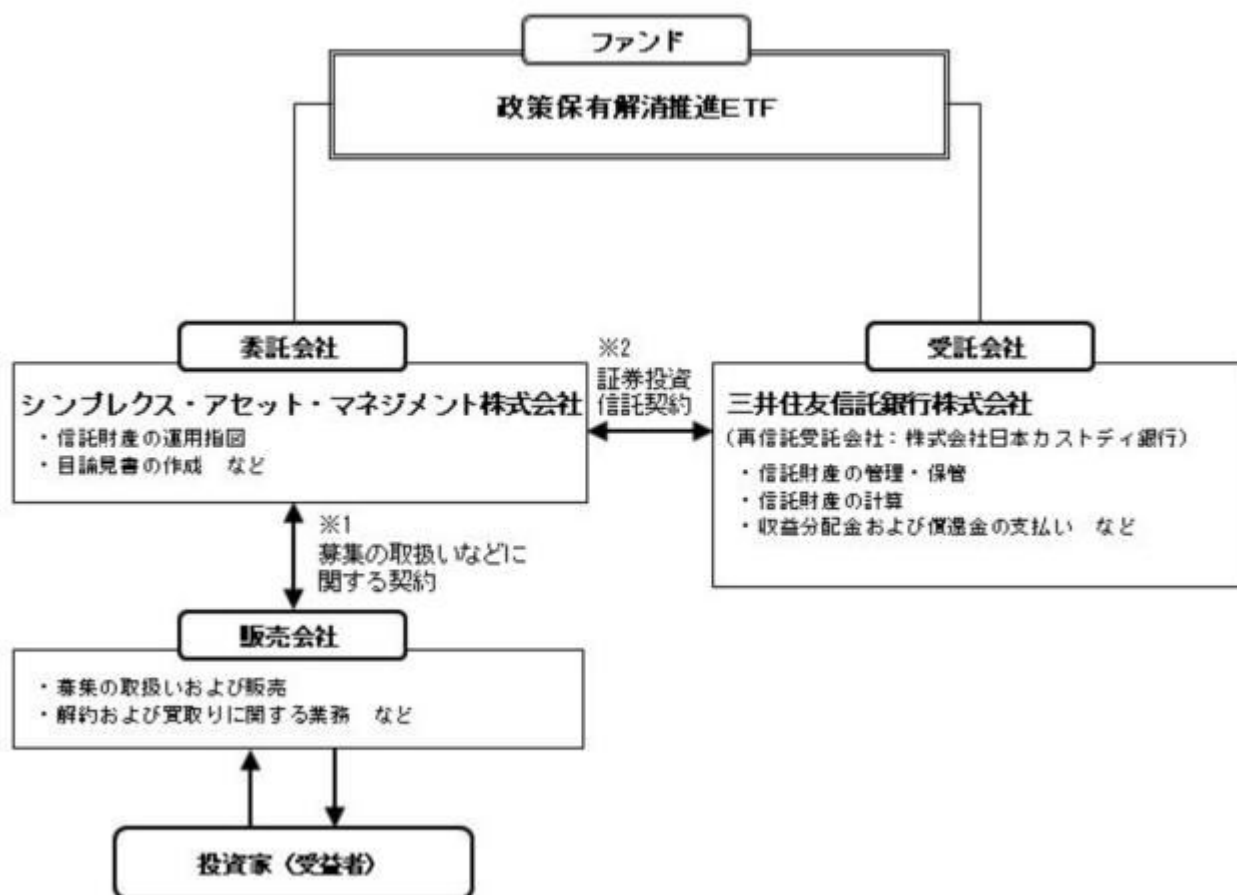 ファンド
政策保有解消推進ETF
委託会社
シンプレクス・アセット・マネジメント株式会社
・信託財産の運用指図
・目論見書の作成　など
※2
証券投資
信託契約
受託会社
三井住友信託銀行株式会社
(再信託受託会社：株式会社日本カストディ銀行)
・信託財産の管理・保管
・信託財産の計算
・収益分配金および償還金の支払い　など
※1
募集の取扱いなどに
関する契約
販売会社
・募集の取扱いおよび販売
・解約および買取りに関する業務　など
投資家（受益者）